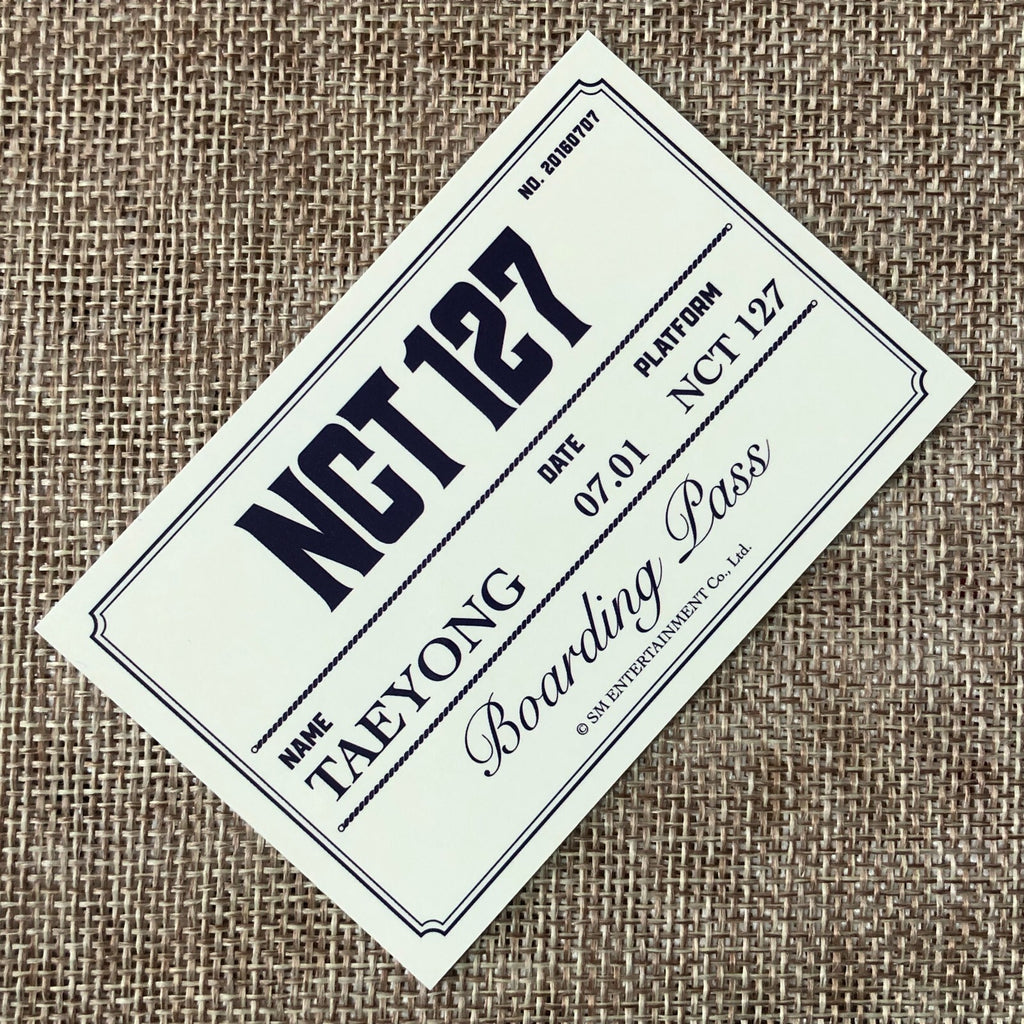 NO. 20160707
NCT 127
NAME DATE PLATFORM
TAEYONG 07.01 NCT 127
Boarding Pass
© SM ENTERTAINMENT Co., Ltd.